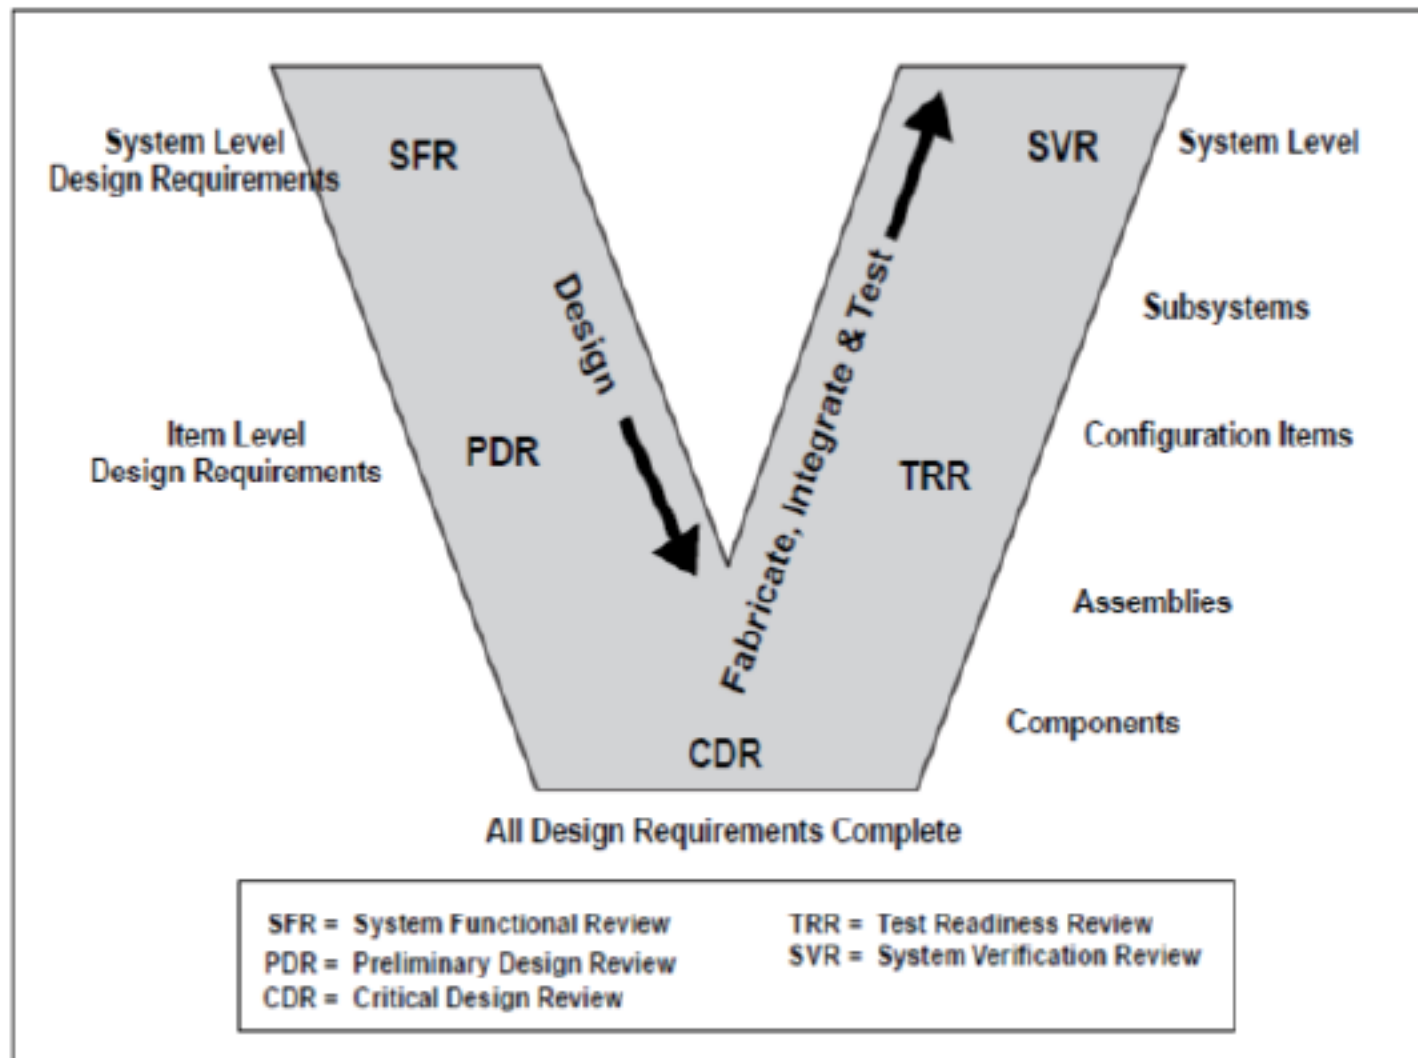 System Level
Design Requirements
SFR
SVR
System Level
Design
Fabricate, Integrate & Test
Subsystems
Item Level
Design Requirements
PDR
TRR
Configuration Items
Assemblies
Components
CDR
All Design Requirements Complete
SFR = System Functional Review
PDR = Preliminary Design Review
CDR = Critical Design Review
TRR = Test Readiness Review
SVR = System Verification Review